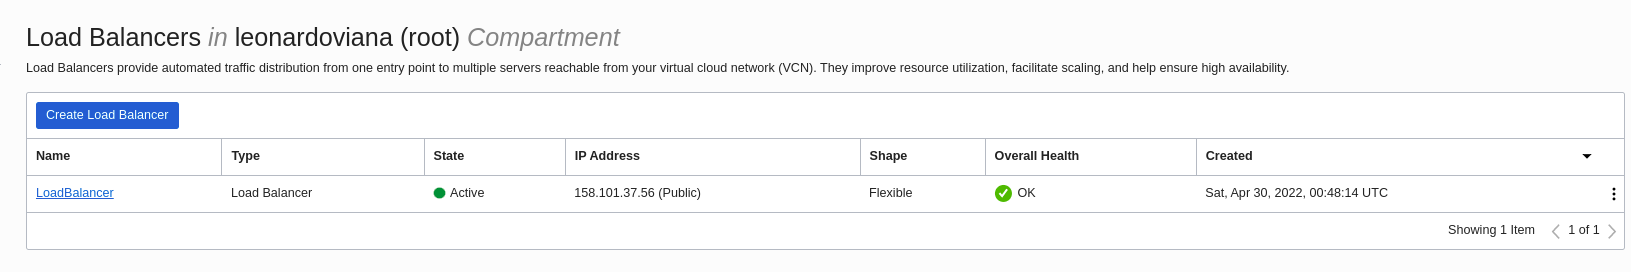 Load Balancers in leonardoviana (root) Compartment
Load Balancers provide automated traffic distribution from one entry point to multiple servers reachable from your virtual cloud network (VCN). They improve resource utilization, facilitate scaling, and help ensure high availability.
Create Load Balancer
Name Type State IP Address Shape Overall Health Created
LoadBalancer Load Balancer Active 158.101.37.56 (Public) Flexible OK Sat, Apr 30, 2022, 00:48:14 UTC
Showing 1 Item 1 of 1